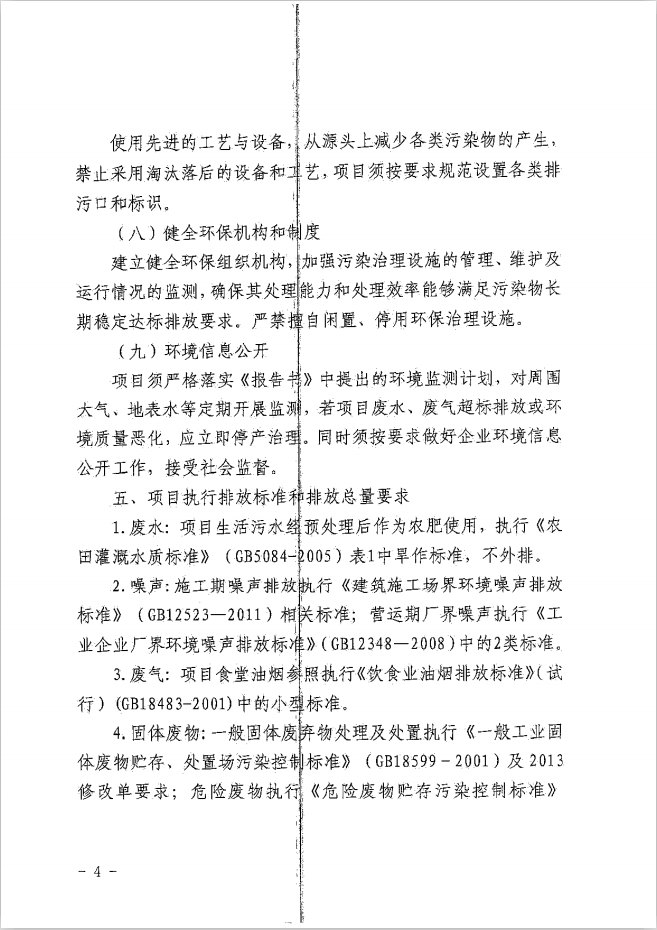 使用先进的工艺与设备，从源头上减少各类污染物的产生，
禁止采用淘汰落后的设备和工艺，项目须按要求规范设置各类排
污口和标识。
（八）健全环保机构和制度
建立健全环保组织机构，加强污染治理设施的管理、维护及
运行情况的监测，确保其处理能力和处理效率能够满足污染物长
期稳定达标排放要求。严禁擅自闲置、停用环保治理设施。
（九）环境信息公开
项目须严格落实《报告书》中提出的环境监测计划，对周围
大气、地表水等定期开展监测，若项目废水、废气超标排放或环
境质量恶化，应立即停产治理。同时须按要求做好企业环境信息
公开工作，接受社会监督。
五、项目执行排放标准和排放总量要求
1.废水：项目生活污水经预处理后作为农肥使用，执行《农
田灌溉水质标准》（GB5084-2005）表1中旱作标准，不外排。
2.噪声：施工期噪声排放执行《建筑施工场界环境噪声排放
标准》（GB12523—2011）相关标准；营运期厂界噪声执行《工
业企业厂界环境噪声排放标准》（GB12348—2008）中的2类标准。
3.废气：项目食堂油烟参照执行《饮食业油烟排放标准》（试
行）(GB18483-2001)中的小型标准。
4.固体废物：一般固体废弃物处理及处置执行《一般工业固
体废物贮存、处置场污染控制标准》（GB18599－2001）及2013
修改单要求；危险废物执行《危险废物贮存污染控制标准》
- 4 -